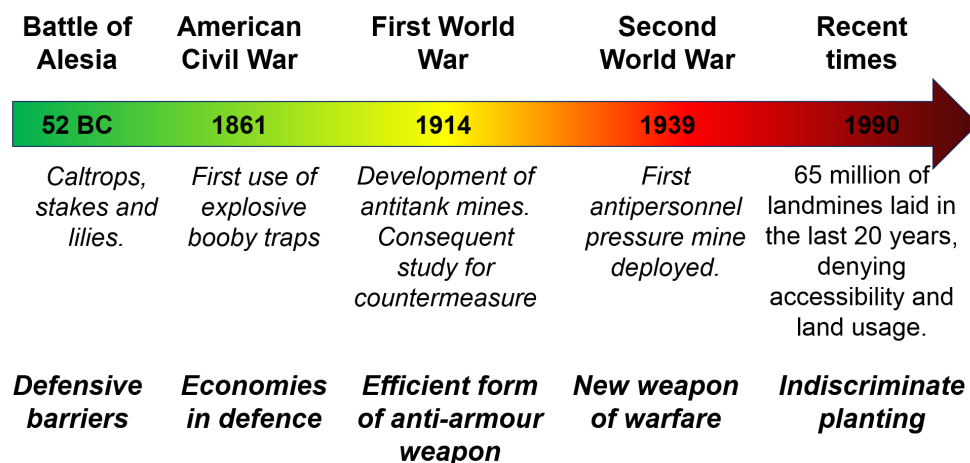 Battle of
Alesia
American
Civil War
First World
War
Second
World War
Recent
times
52 BC
1861
1914
1939
1990
Caltrops,
stakes and
lilies.
First use of
explosive
booby traps
Development of
antitank mines.
Consequent
study for
countermeasure
First
antipersonnel
pressure mine
deployed.
65 million of
landmines laid in
the last 20 years,
denying
accessibility and
land usage.
Defensive
barriers
Economies
in defence
Efficient form
of anti-armour
weapon
New weapon
of warfare
Indiscriminate
planting